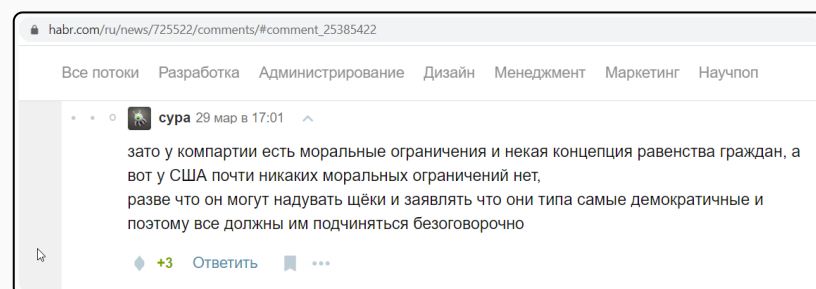 habr.com/ru/news/725522/comments/#comment_25385422
Все потоки Разработка Администрирование Дизайн Менеджмент Маркетинг Научпоп
сура 29 мар в 17:01
зато у компартии есть моральные ограничения и некая концепция равенства граждан, а
вот у США почти никаких моральных ограничений нет,
разве что он могут надувать щёки и заявлять что они типа самые демократичные и
поэтому все должны им подчиняться безоговорочно
+3 Ответить